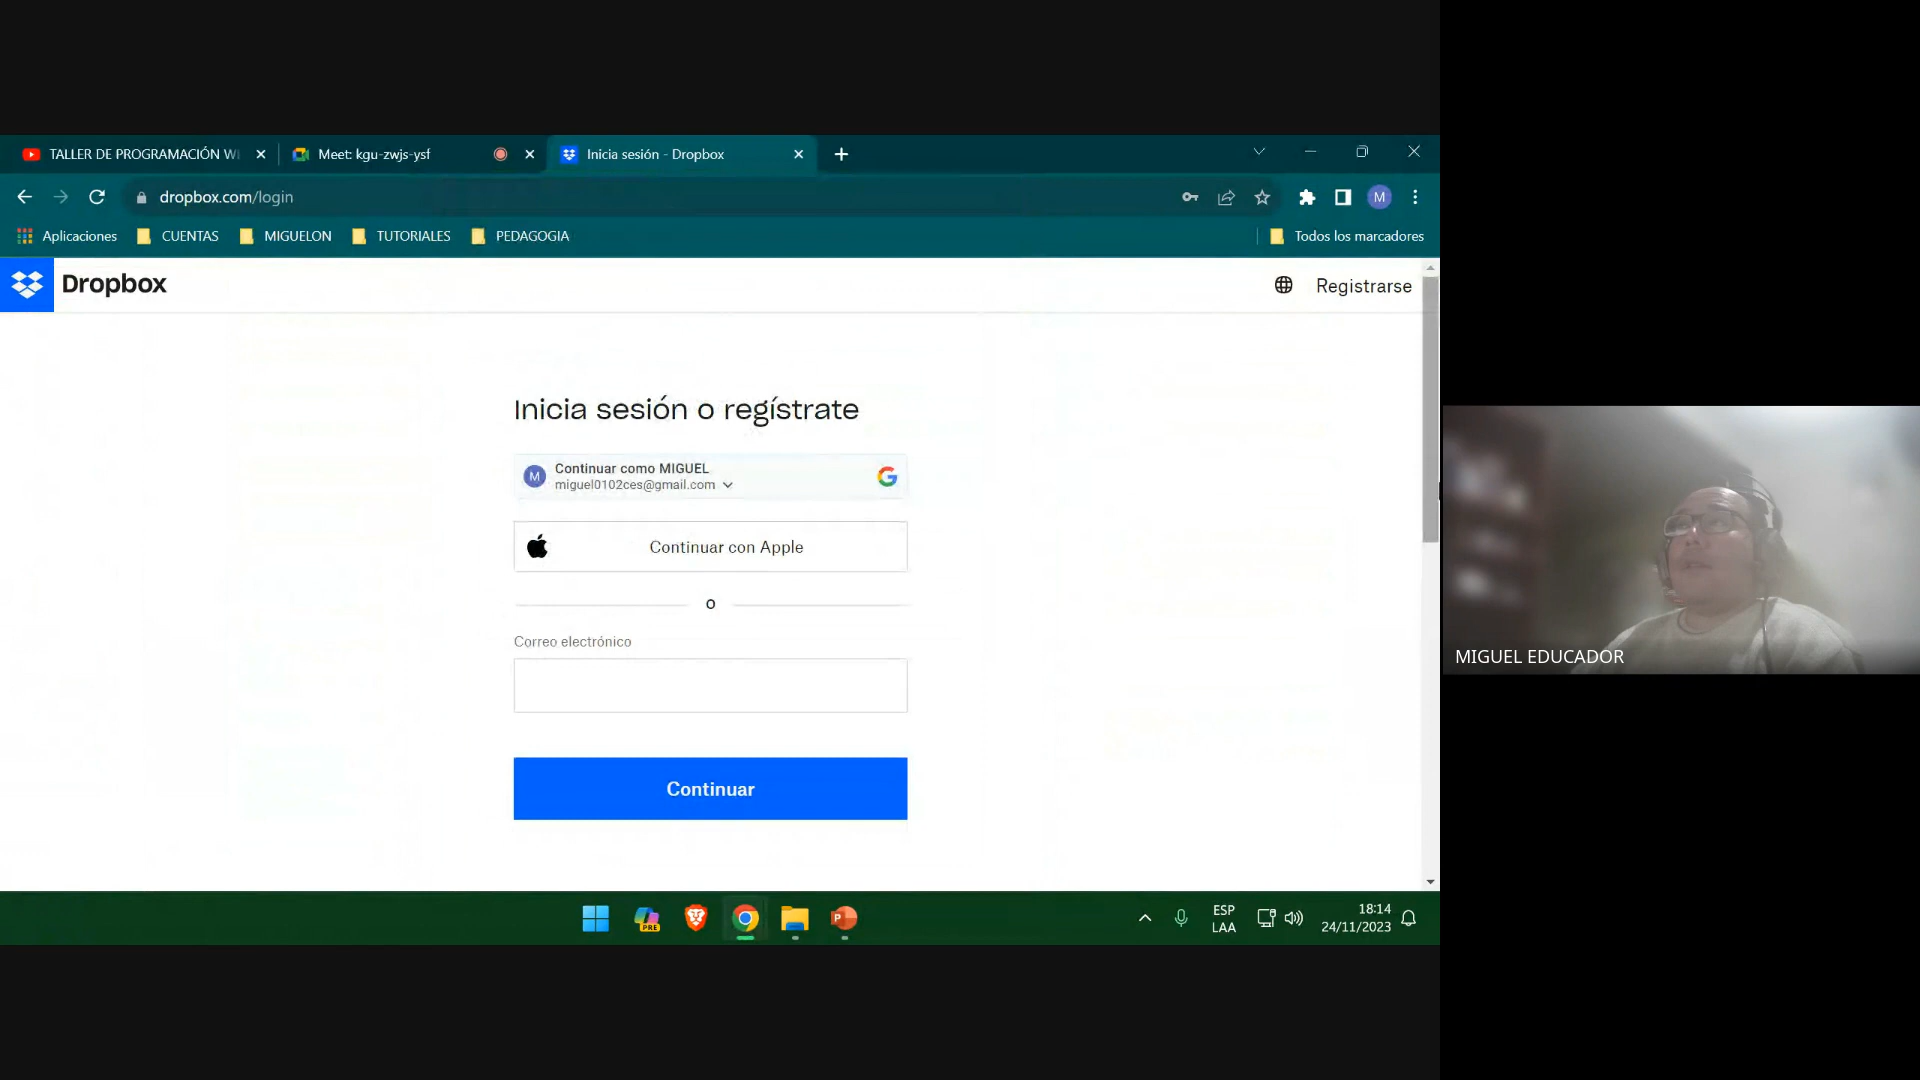 TALLER DE PROGRAMACIÓN W
Meet: kgu-zwjs-ysf
Inicia sesión - Dropbox
dropbox.com/login
M
Aplicaciones
CUENTAS
MIGUELON
TUTORIALES
PEDAGOGIA
Todos los marcadores
Dropbox
Registrarse
Inicia sesión o regístrate
M
Continuar como MIGUEL
miguel0102ces@gmail.com
G
Continuar con Apple
o
Correo electrónico
Continuar
MIGUEL EDUCADOR
PRE
P
ESP
LAA
18:14
24/11/2023